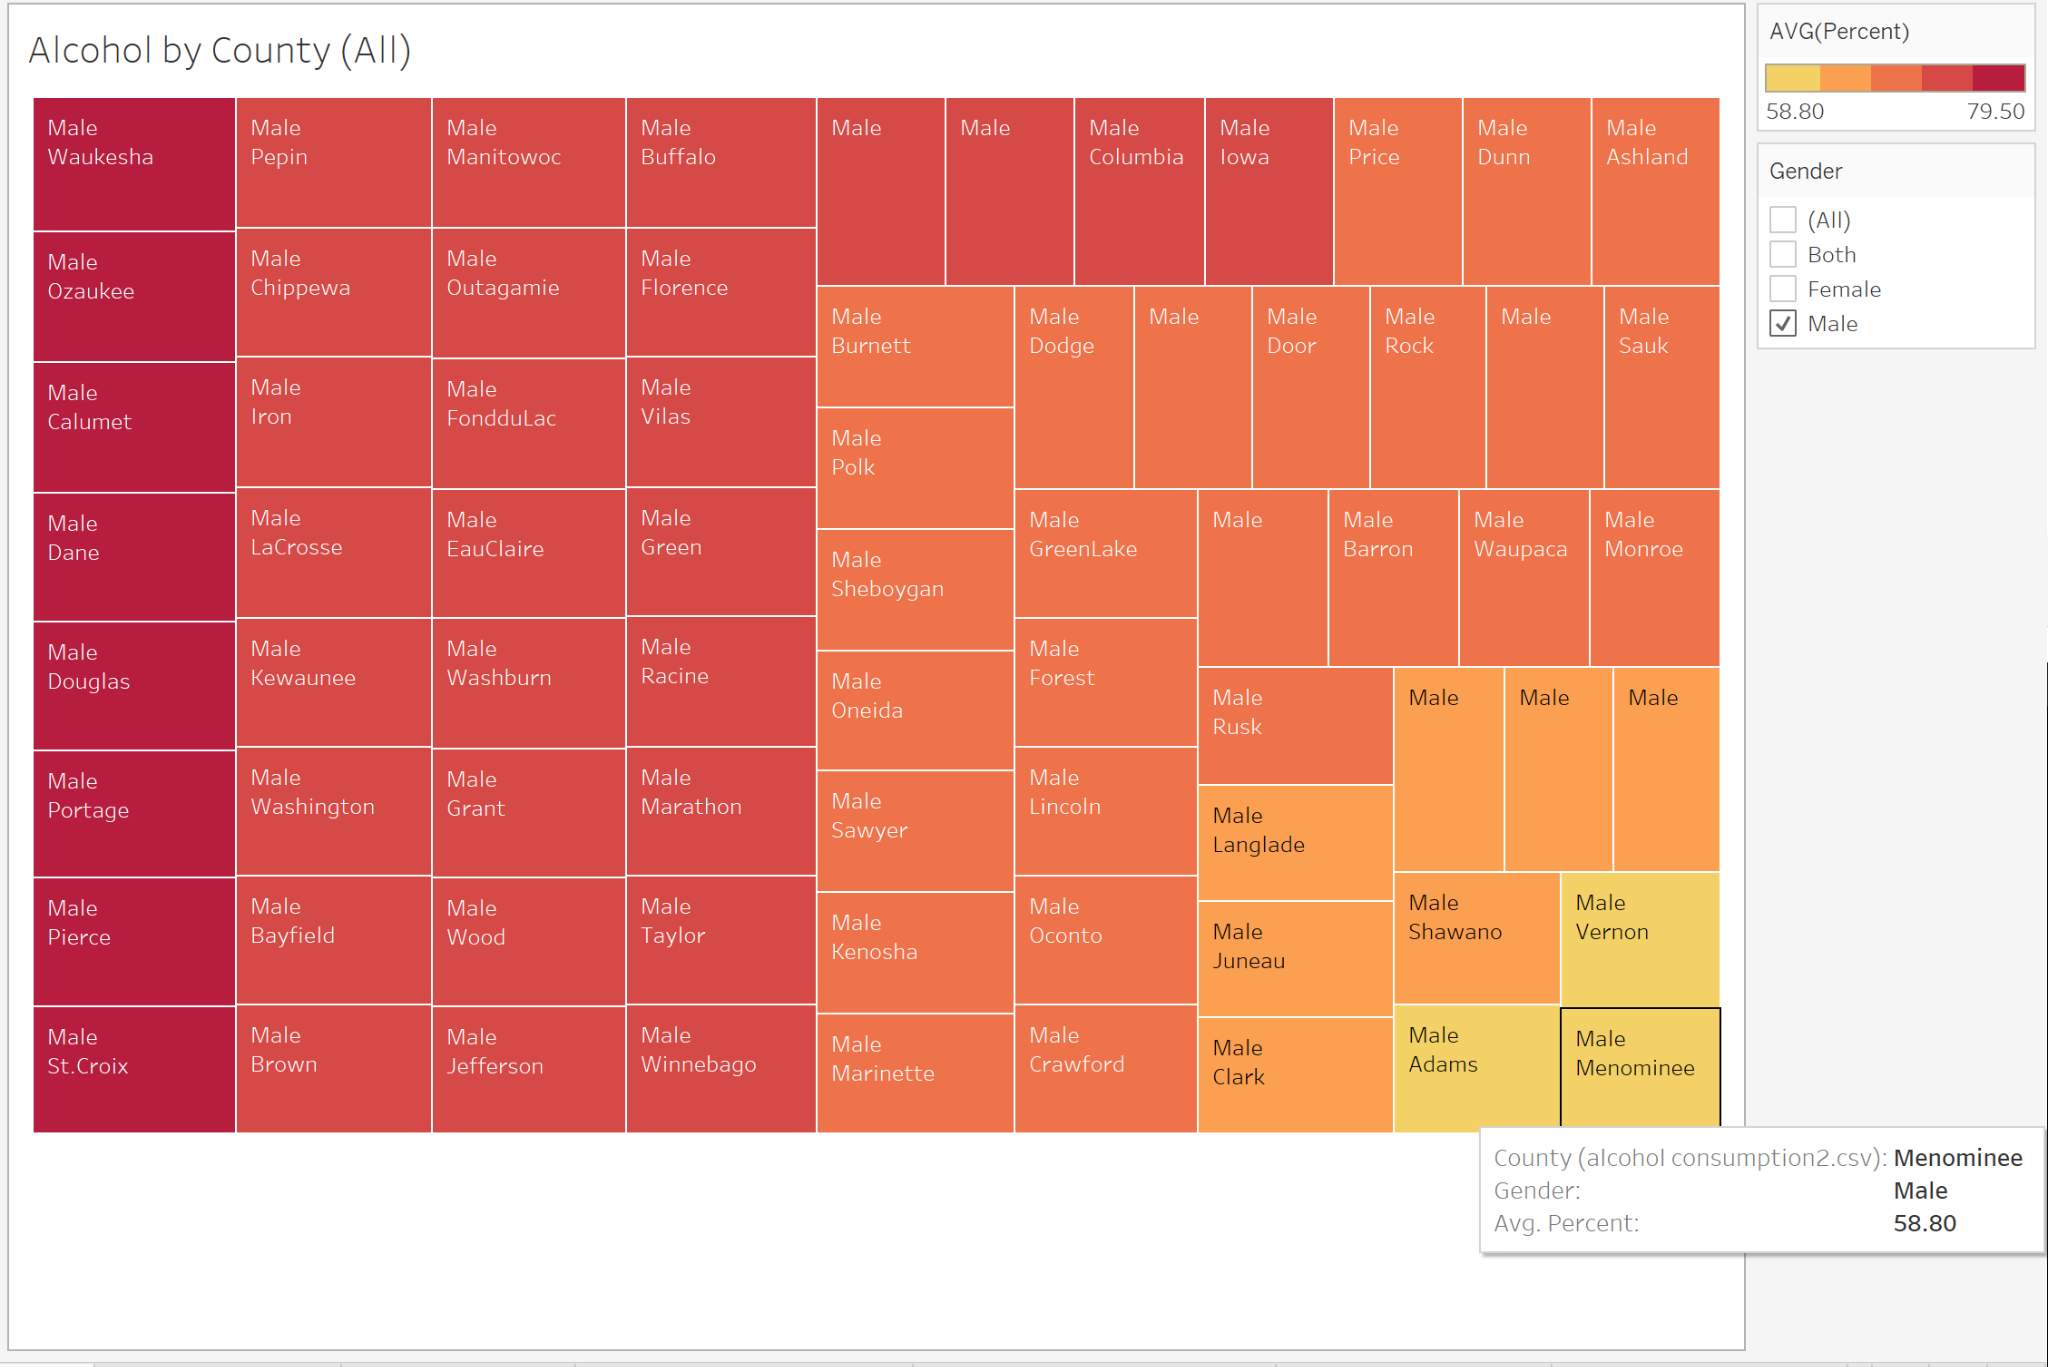 Alcohol by County (All)
Male
Waukesha
Male
Ozaukee
Male
Calumet
Male
Dane
Male
Douglas
Male
Portage
Male
Pierce
Male
St.Croix
Male
Pepin
Male
Chippewa
Male
Iron
Male
LaCrosse
Male
Kewaunee
Male
Washington
Male
Bayfield
Male
Brown
Male
Manitowoc
Male
Outagamie
Male
FondduLac
Male
EauClaire
Male
Washburn
Male
Grant
Male
Wood
Male
Jefferson
Male
Buffalo
Male
Florence
Male
Vilas
Male
Green
Male
Racine
Male
Marathon
Male
Taylor
Male
Winnebago
Male
Male
Male
Columbia
Male
Iowa
Male
Price
Male
Dunn
Male
Ashland
Male
Burnett
Male
Polk
Male
Sheboygan
Male
Oneida
Male
Sawyer
Male
Kenosha
Male
Marinette
Male
Dodge
Male
Male
Door
Male
Rock
Male
Male
Sauk
Male
GreenLake
Male
Forest
Male
Lincoln
Male
Oconto
Male
Crawford
Male
Male
Barron
Male
Waupaca
Male
Monroe
Male
Rusk
Male
Langlade
Male
Juneau
Male
Clark
Male
Male
Male
Male
Shawano
Male
Vernon
Male
Adams
Male
Menominee
County (alcohol consumption2.csv): Menominee
Gender: Male
Avg. Percent: 58.80
AVG(Percent)
58.80 79.50
Gender
(All)
Both
Female
Male